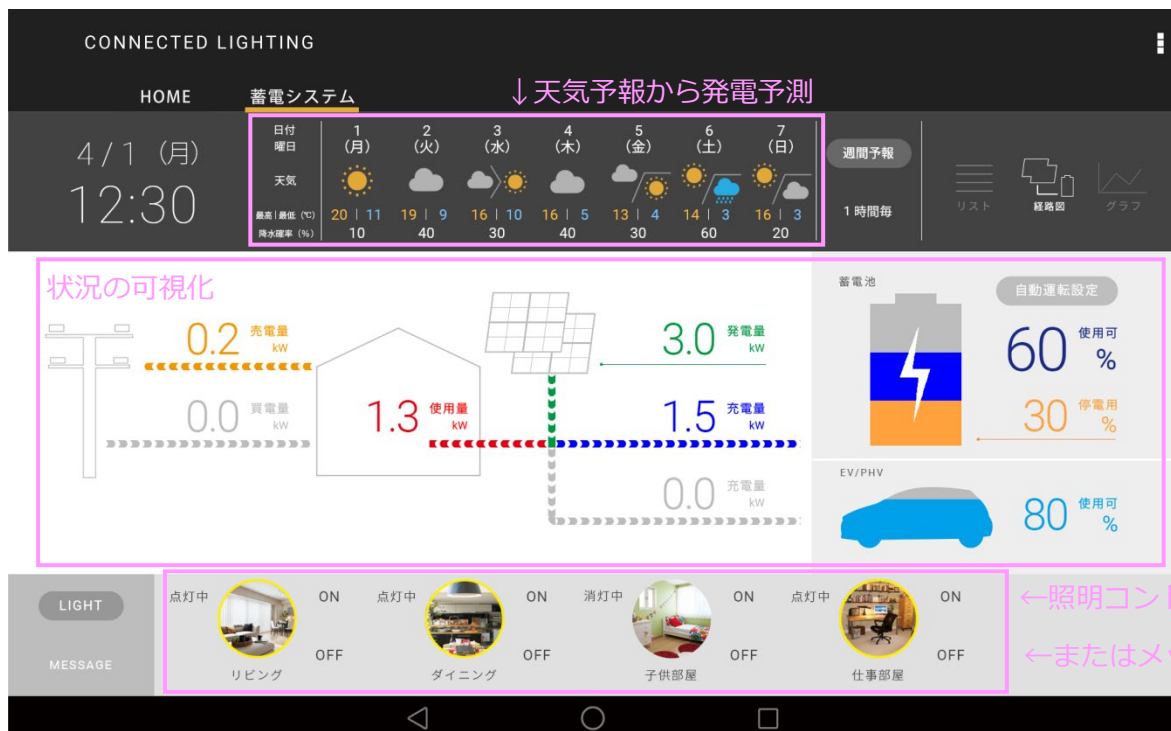 CONNECTED LIGHTING
HOME 蓄電システム
↓天気予報から発電予測
4/1 (月)
12:30
日付 1 2 3 4 5 6 7
曜日 (月) (火) (水) (木) (金) (土) (日)
天気
最高|最低 (℃) 20 | 11 19 | 9 16 | 10 16 | 5 13 | 4 14 | 3 16 | 3
降水確率 (%) 10 40 30 40 30 60 20
週間予報
1時間毎
リスト 経路図 グラフ
状況の可視化
0.2 売電量 kW
0.0 買電量 kW
1.3 使用量 kW
3.0 発電量 kW
1.5 充電量 kW
0.0 充電量 kW
蓄電池
自動運転設定
60 使用可 %
30 停電用 %
EV/PHV
80 使用可 %
LIGHT
MESSAGE
点灯中 ON OFF リビング
点灯中 ON OFF ダイニング
消灯中 ON OFF 子供部屋
点灯中 ON OFF 仕事部屋
←照明コント
←またはメッ